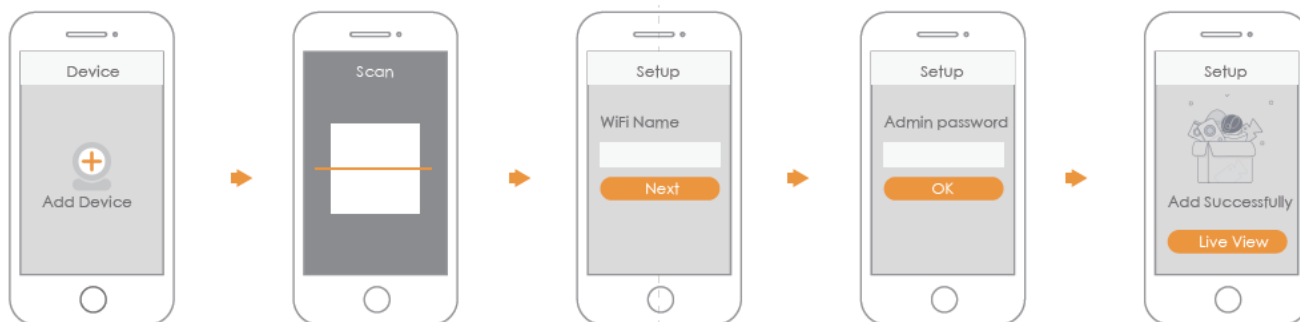 Device
Add Device
Scan
Setup
WiFi Name
Next
Setup
Admin password
OK
Setup
Add Successfully
Live View